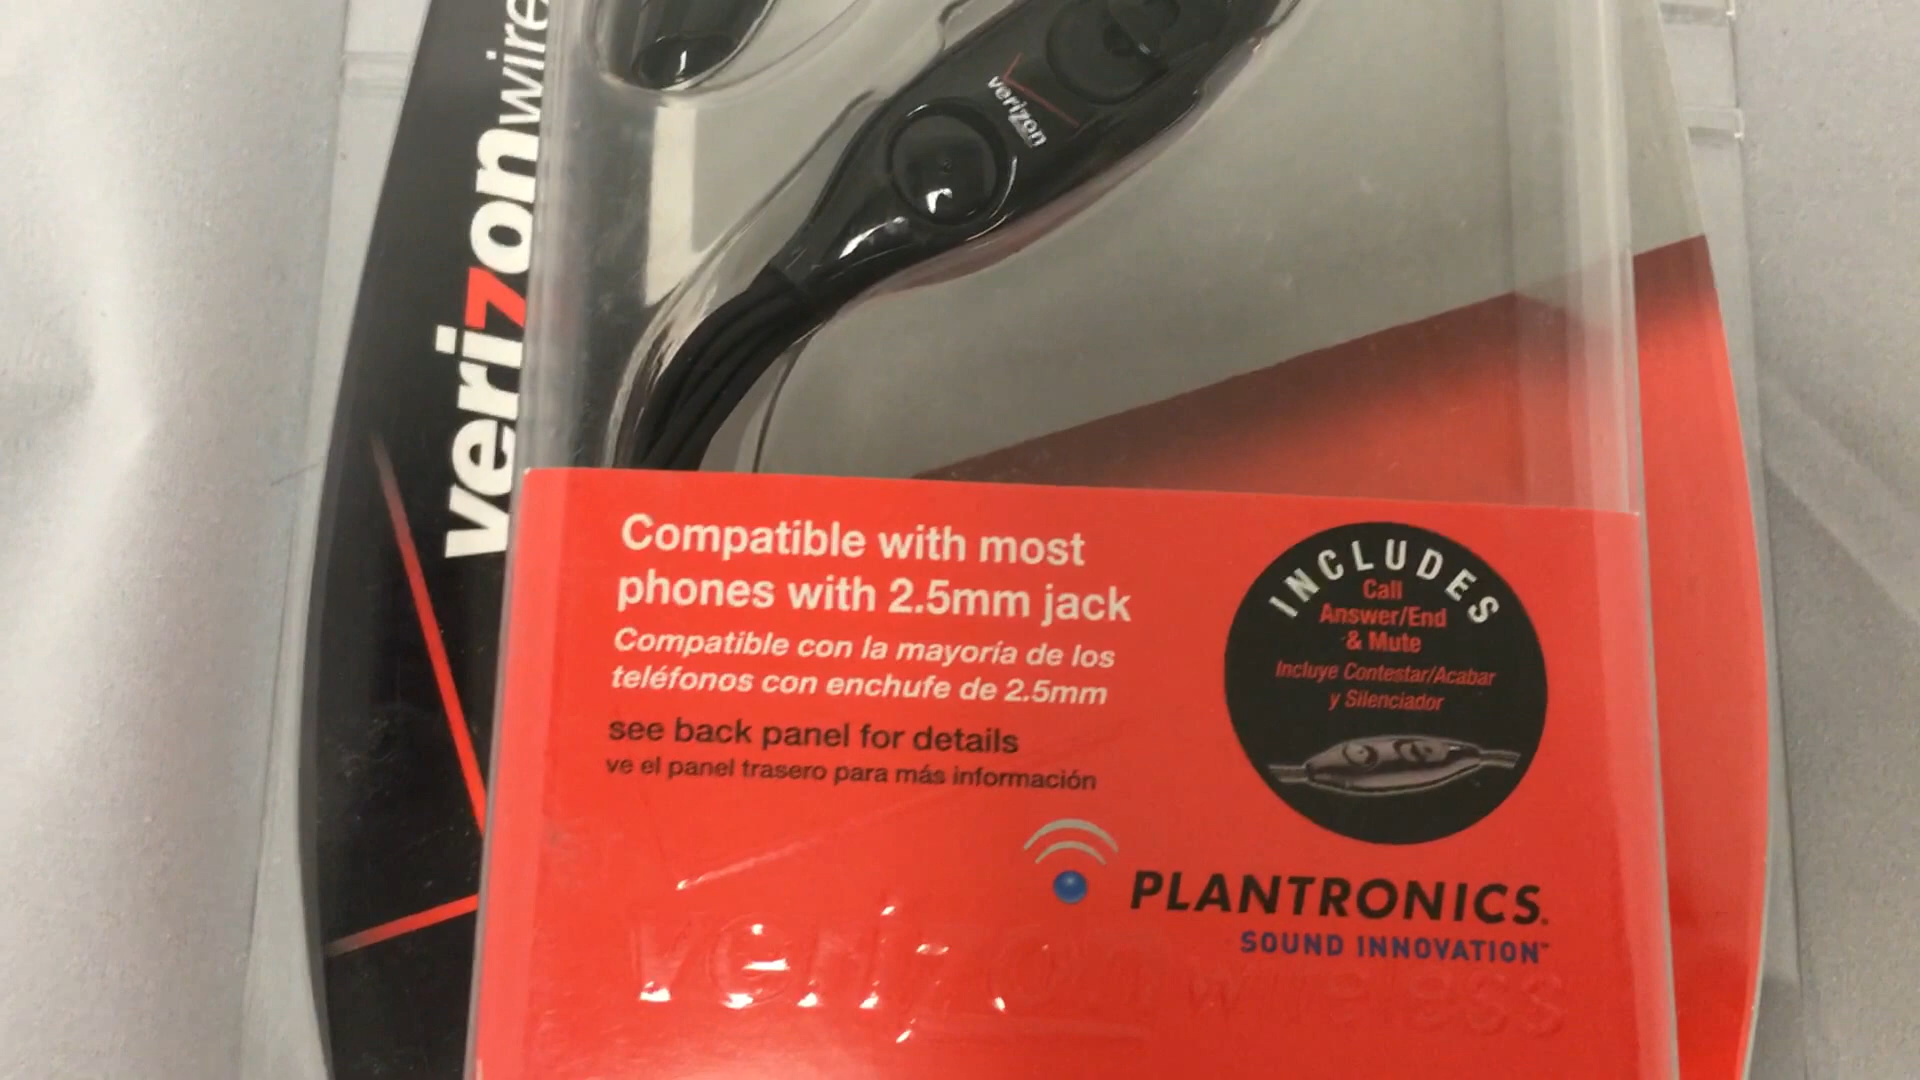 verizonwire
verizon
Compatible with most
phones with 2.5mm jack
Compatible con la mayoría de los
teléfonos con enchufe de 2.5mm
see back panel for details
ve el panel trasero para más información
INCLUDES
Call
Answer/End
& Mute
Incluye Contestar/Acabar
y Silenciador
PLANTRONICS®
SOUND INNOVATION™
verizonwireless